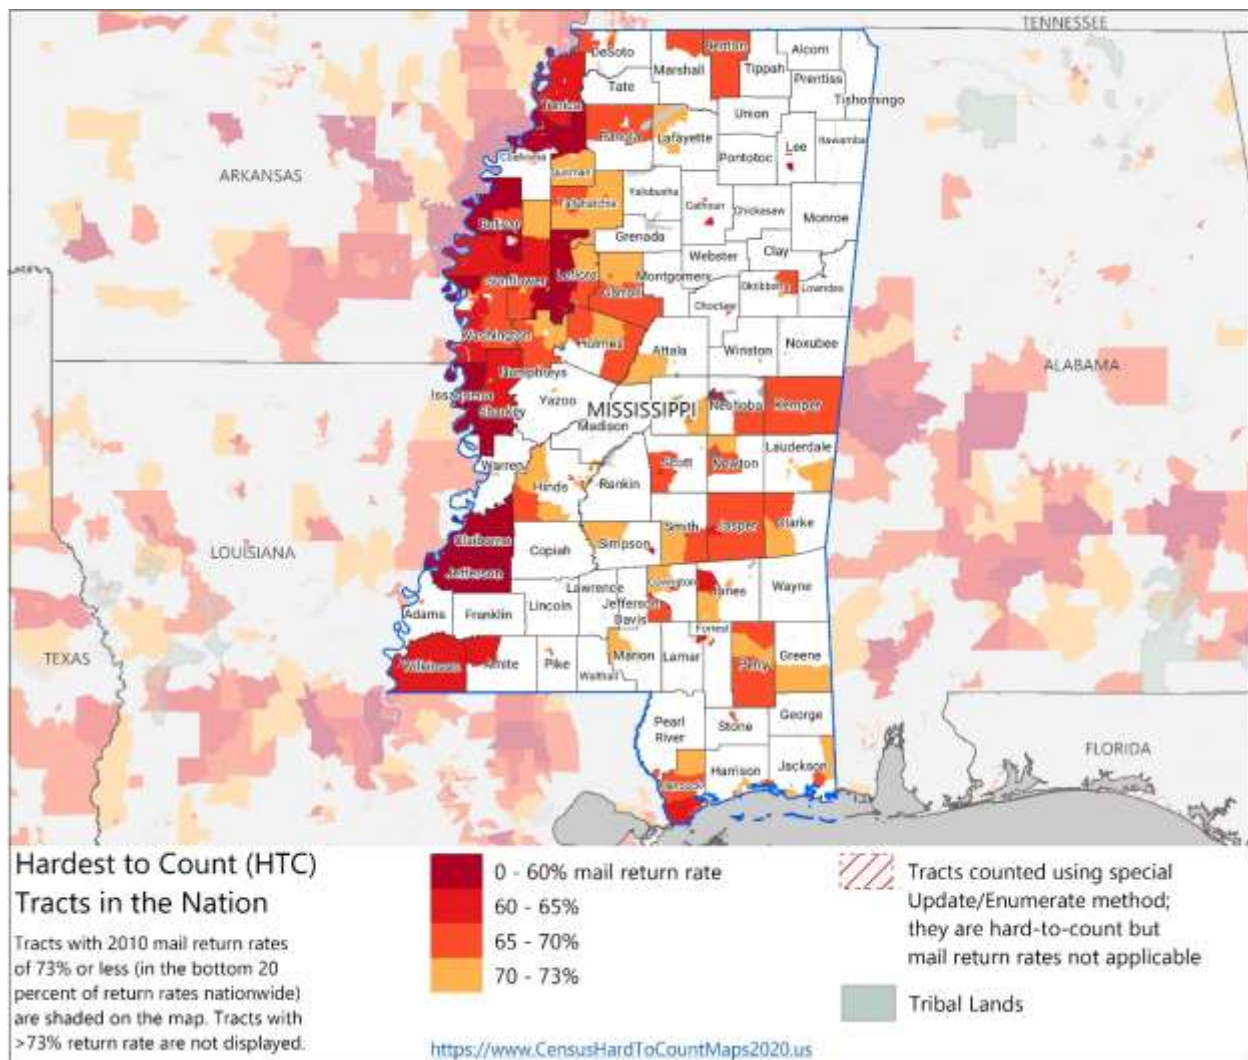 TENNESSEE
DeSoto
Benton
Alcorn
Marshall
Tippah
Prentiss
Tate
Tishomingo
Tunica
Union
Panola
Lafayette
Itawamba
Lee
Pontotoc
Coahoma
Quitman
ARKANSAS
Yalobusha
Calhoun
Chickasaw
Tallahatchie
Monroe
Bolivar
Grenada
Clay
Webster
Leflore
Montgomery
Sunflower
Carroll
Oktibbeha
Lowndes
Choctaw
Washington
Holmes
Attala
Winston
Noxubee
ALABAMA
Humphreys
Issaquena
Sharkey
Yazoo
MISSISSIPPI
Neshoba
Kemper
Madison
Warren
Scott
Newton
Lauderdale
Hinds
Rankin
Smith
Jasper
Clarke
Claiborne
Simpson
LOUISIANA
Copiah
Jefferson
Lawrence
Covington
Jones
Wayne
Adams
Franklin
Lincoln
Jefferson
Davis
Forrest
TEXAS
Wilkinson
Amite
Pike
Marion
Lamar
Perry
Greene
Walthall
Pearl
River
Stone
George
FLORIDA
Hancock
Harrison
Jackson
Hardest to Count (HTC)
Tracts in the Nation
Tracts with 2010 mail return rates
of 73% or less (in the bottom 20
percent of return rates nationwide)
are shaded on the map. Tracts with
>73% return rate are not displayed.
0 - 60% mail return rate
60 - 65%
65 - 70%
70 - 73%
https://www.CensusHardToCountMaps2020.us
Tracts counted using special
Update/Enumerate method;
they are hard-to-count but
mail return rates not applicable
Tribal Lands